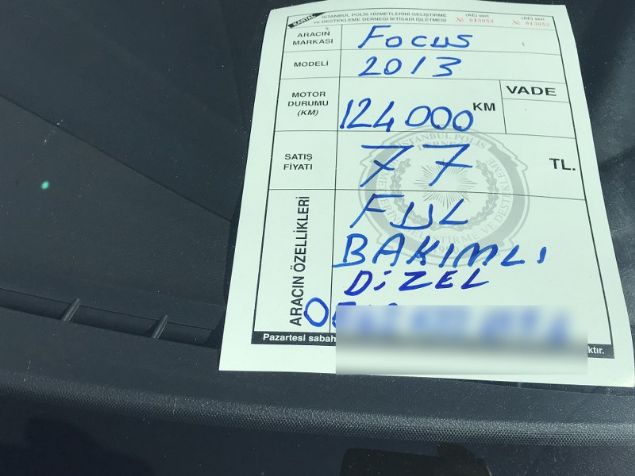 İSTANBUL POLİS HİZMETLERİNİ GELİŞTİRME
VE DESTEKLEME DERNEĞİ İKTİSADİ İŞLETMESİ
ARACIN MARKASI Focus
MODELİ 2013
MOTOR DURUMU (KM) 124000 KM VADE
SATIŞ FİYATI 77 TL.
ARACIN ÖZELLİKLERİ
FUL
BAKIMLI
DİZEL
Pazartesi sabah